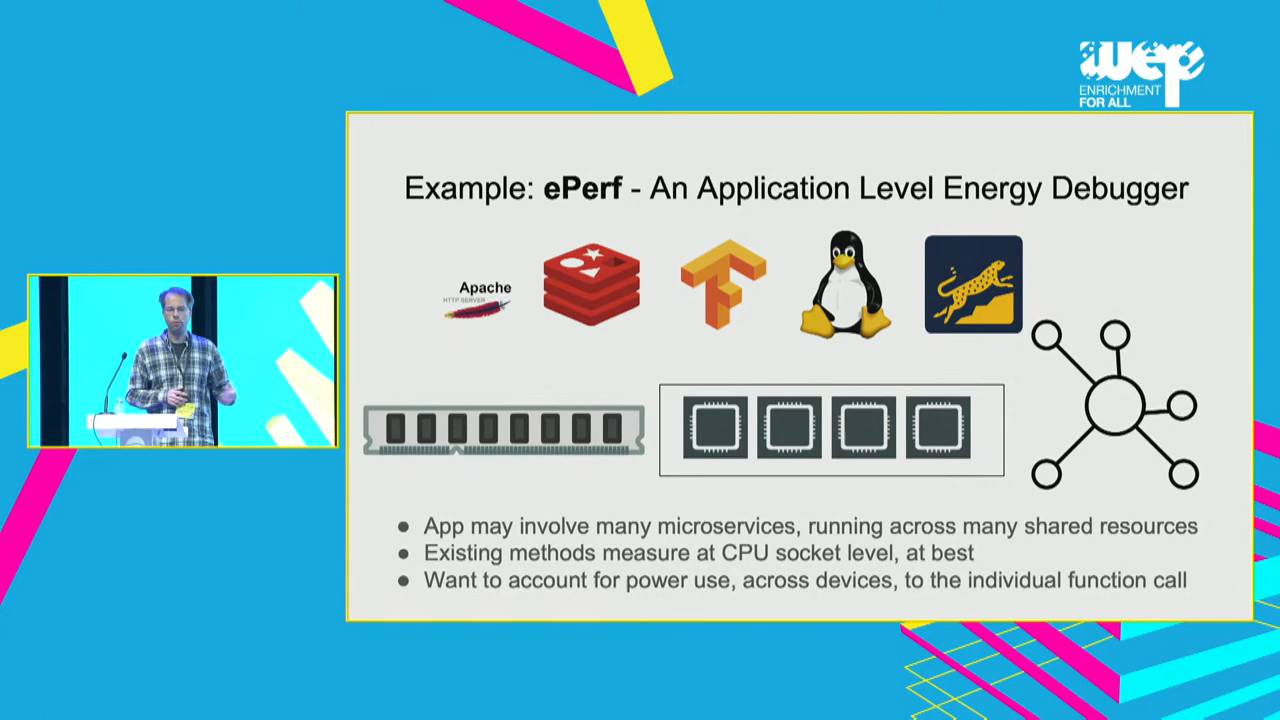 wep
ENRICHMENT
FOR ALL
Example: ePerf - An Application Level Energy Debugger
Apache
HTTP SERVER
● App may involve many microservices, running across many shared resources
● Existing methods measure at CPU socket level, at best
● Want to account for power use, across devices, to the individual function call